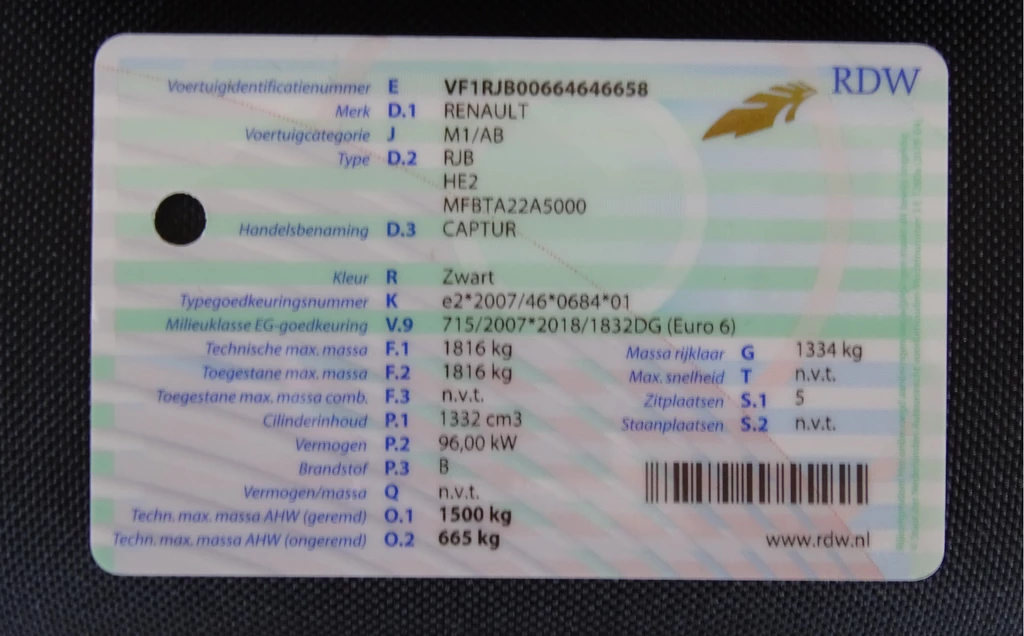 RDW
Voertuigidentificatienummer E VF1RJB00664646658
Merk D.1 RENAULT
Voertuigcategorie J M1/AB
Type D.2 RJB
HE2
MFBTA22A5000
Handelsbenaming D.3 CAPTUR
Kleur R Zwart
Typegoedkeuringsnummer K e2*2007/46*0684*01
Milieuklasse EG-goedkeuring V.9 715/2007*2018/1832DG (Euro 6)
Technische max. massa F.1 1816 kg Massa rijklaar G 1334 kg
Toegestane max. massa F.2 1816 kg Max. snelheid T n.v.t.
Toegestane max. massa comb. F.3 n.v.t. Zitplaatsen S.1 5
Cilinderinhoud P.1 1332 cm3 Staanplaatsen S.2 n.v.t.
Vermogen P.2 96,00 kW
Brandstof P.3 B
Vermogen/massa Q n.v.t.
Techn. max. massa AHW (geremd) O.1 1500 kg
Techn. max. massa AHW (ongeremd) O.2 665 kg
www.rdw.nl